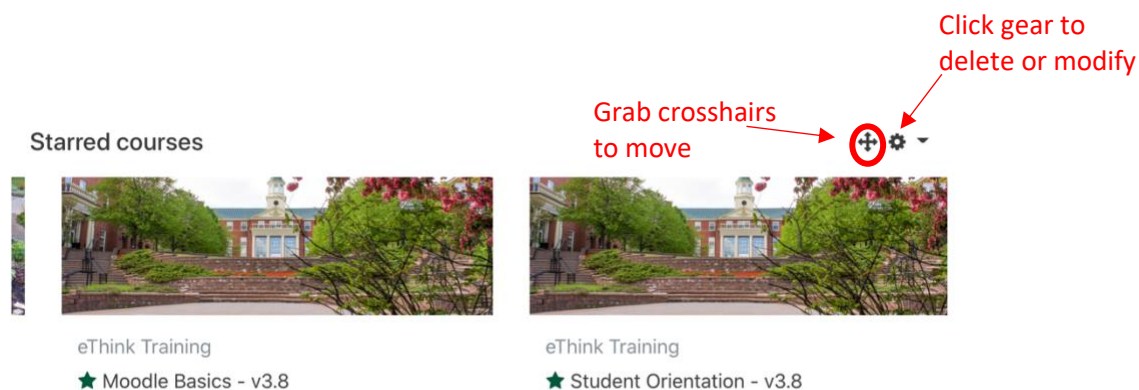 Click gear to
delete or modify
Grab crosshairs
to move
Starred courses
eThink Training
★ Moodle Basics - v3.8
eThink Training
★ Student Orientation - v3.8